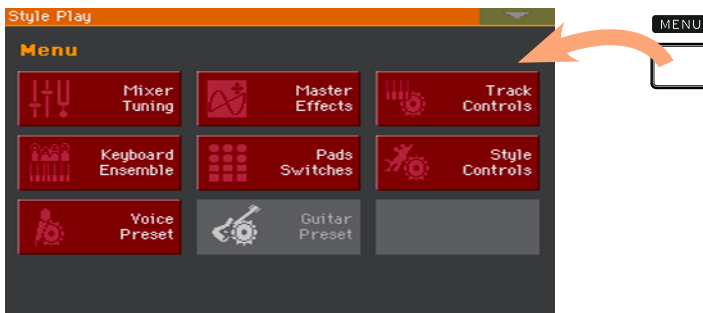 Style Play
MENU
Menu
Mixer
Tuning
Master
Effects
Track
Controls
Keyboard
Ensemble
Pads
Switches
Style
Controls
Voice
Preset
Guitar
Preset